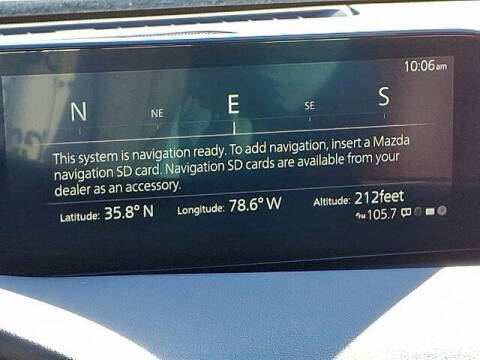 10:06am
N NE E SE S
This system is navigation ready. To add navigation, insert a Mazda
navigation SD card. Navigation SD cards are available from your
dealer as an accessory.
Latitude: 35.8° N Longitude: 78.6° W Altitude: 212feet
FM 105.7